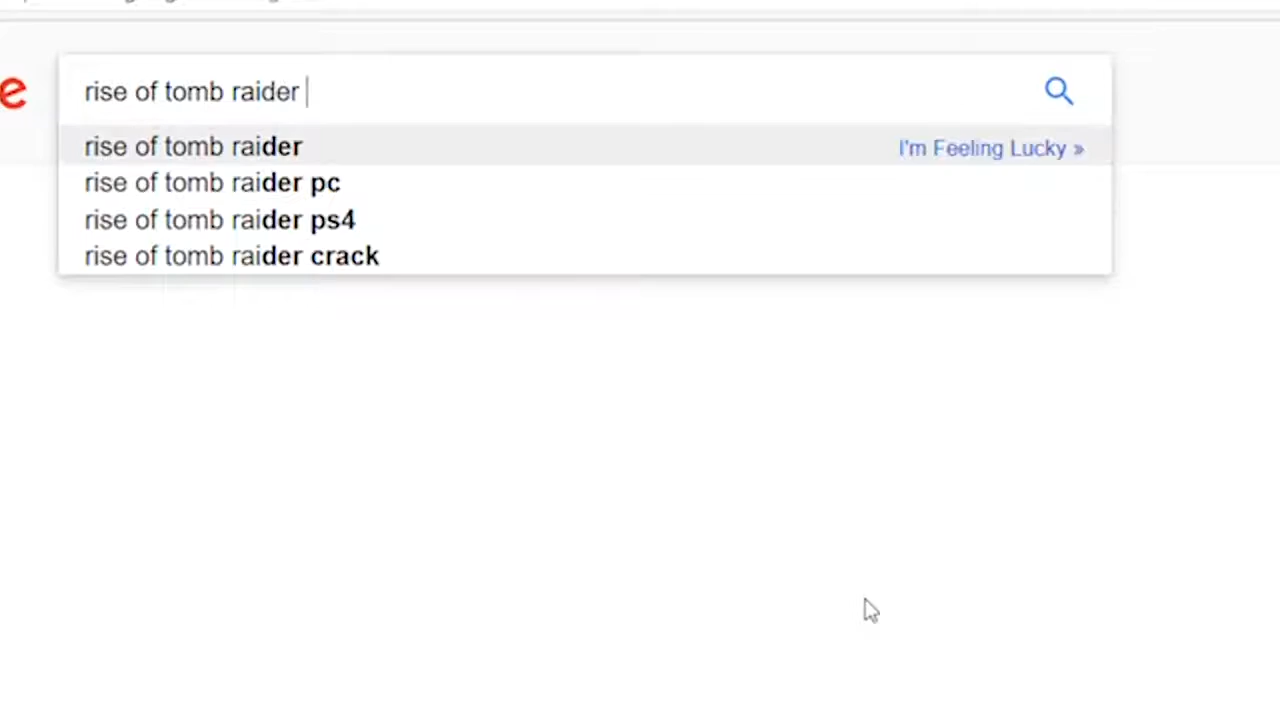 e
rise of tomb raider
rise of tomb raider
I'm Feeling Lucky »
rise of tomb raider pc
rise of tomb raider ps4
rise of tomb raider crack